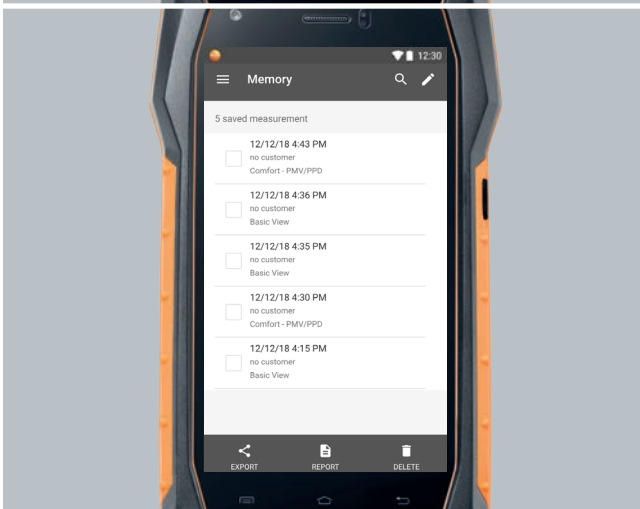 12:30
Memory
5 saved measurement
12/12/18 4:43 PM
no customer
Comfort - PMV/PPD
12/12/18 4:36 PM
no customer
Basic View
12/12/18 4:35 PM
no customer
Basic View
12/12/18 4:30 PM
no customer
Comfort - PMV/PPD
12/12/18 4:15 PM
no customer
Basic View
EXPORT REPORT DELETE